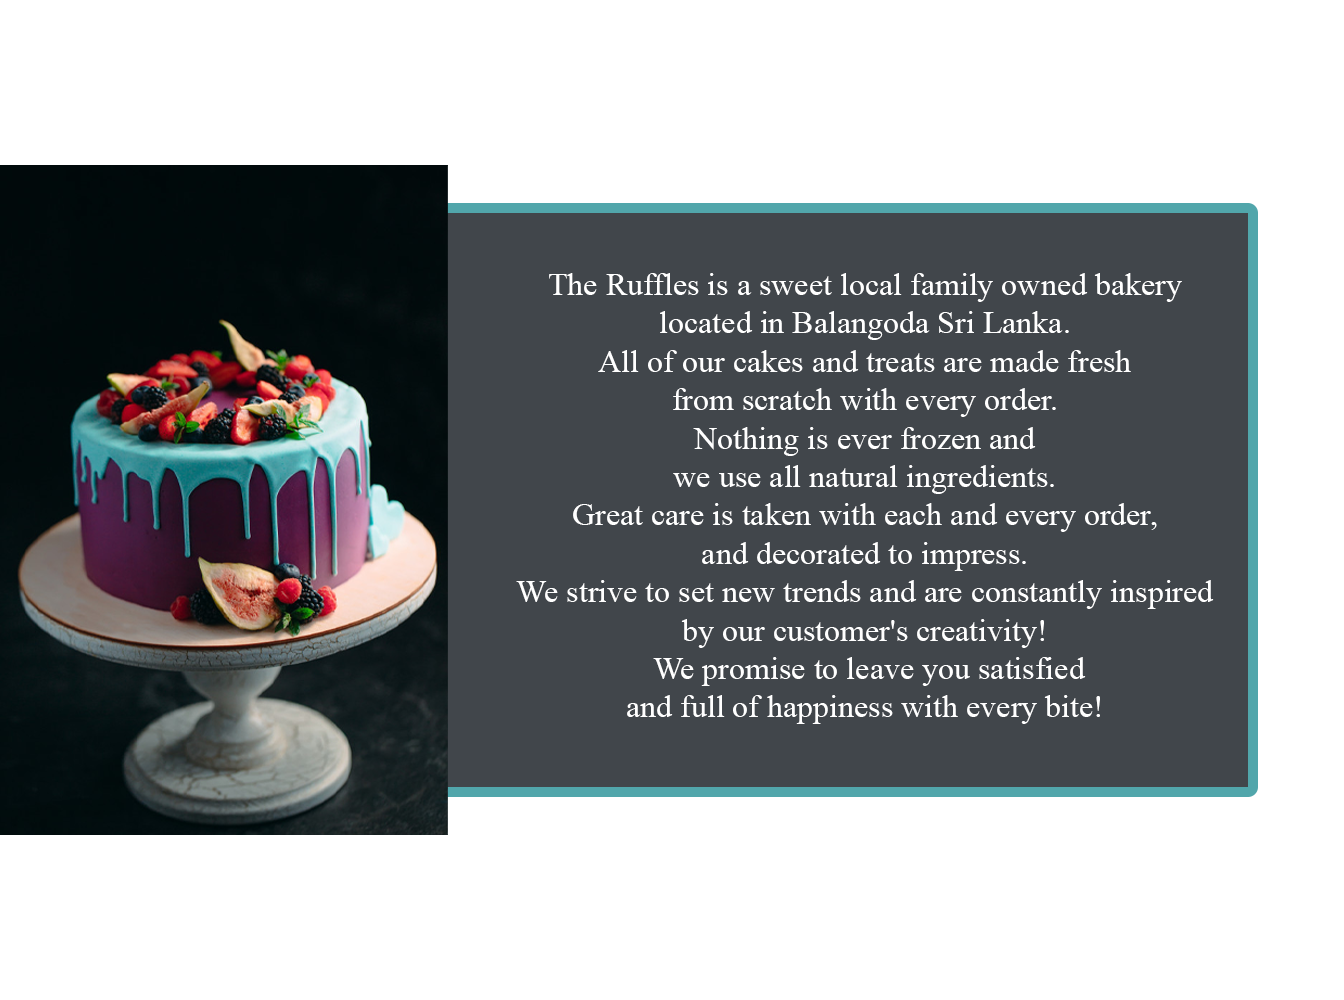 The Ruffles is a sweet local family owned bakery
located in Balangoda Sri Lanka.
All of our cakes and treats are made fresh
from scratch with every order.
Nothing is ever frozen and
we use all natural ingredients.
Great care is taken with each and every order,
and decorated to impress.
We strive to set new trends and are constantly inspired
by our customer's creativity!
We promise to leave you satisfied
and full of happiness with every bite!